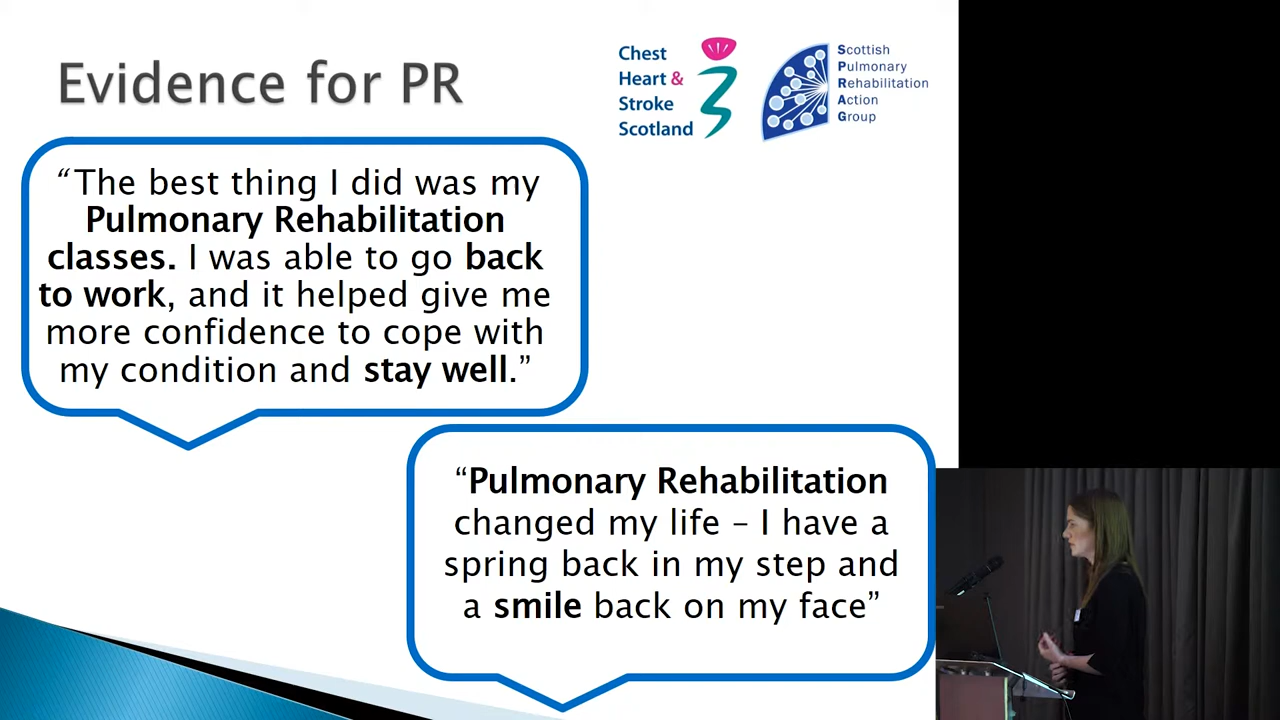 Evidence for PR
Chest
Heart &
Stroke
Scotland
Scottish
Pulmonary
Rehabilitation
Action
Group
“The best thing I did was my
Pulmonary Rehabilitation
classes. I was able to go back
to work, and it helped give me
more confidence to cope with
my condition and stay well.”
“Pulmonary Rehabilitation
changed my life – I have a
spring back in my step and
a smile back on my face”